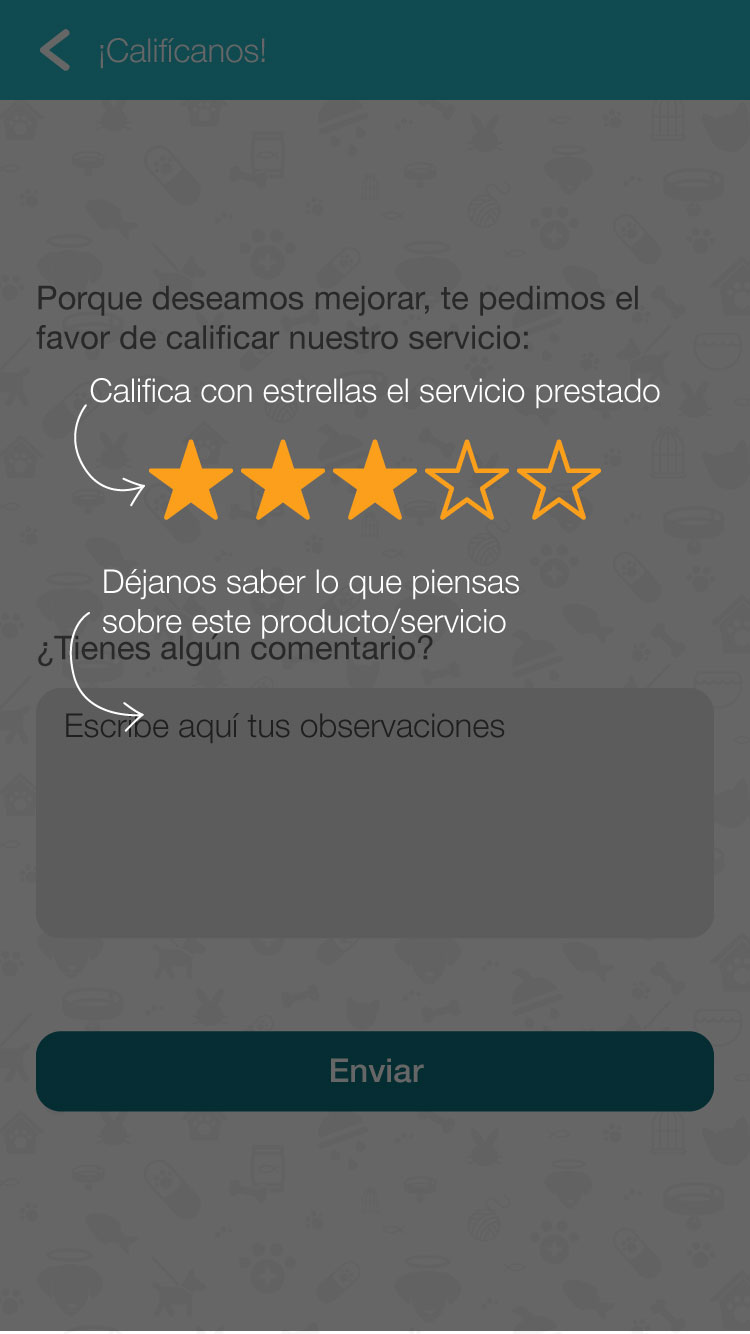 ¡Califícanos!
Porque deseamos mejorar, te pedimos el
favor de calificar nuestro servicio:
Califica con estrellas el servicio prestado
Déjanos saber lo que piensas
sobre este producto/servicio
¿Tienes algún comentario?
Escribe aquí tus observaciones
Enviar